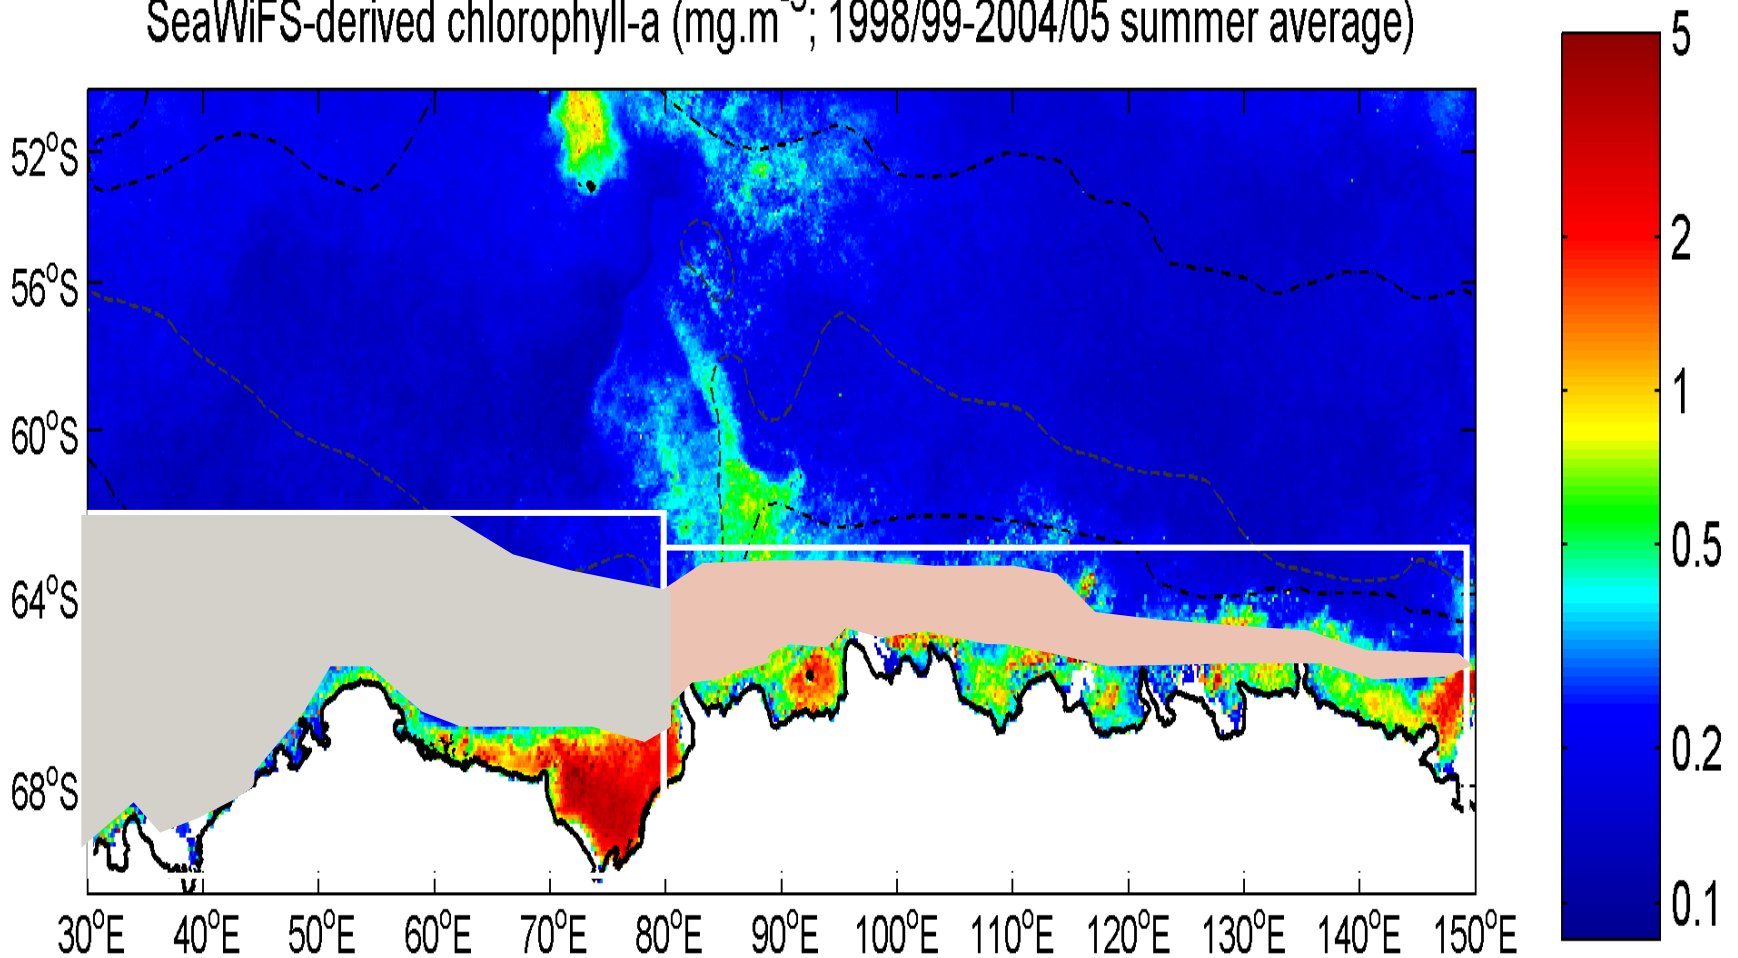 SeaWiFS-derived chlorophyll-a (mg.m⁻³; 1998/99-2004/05 summer average)
5
2
1
0.5
0.2
0.1
52°S
56°S
60°S
64°S
68°S
30°E 40°E 50°E 60°E 70°E 80°E 90°E 100°E 110°E 120°E 130°E 140°E 150°E